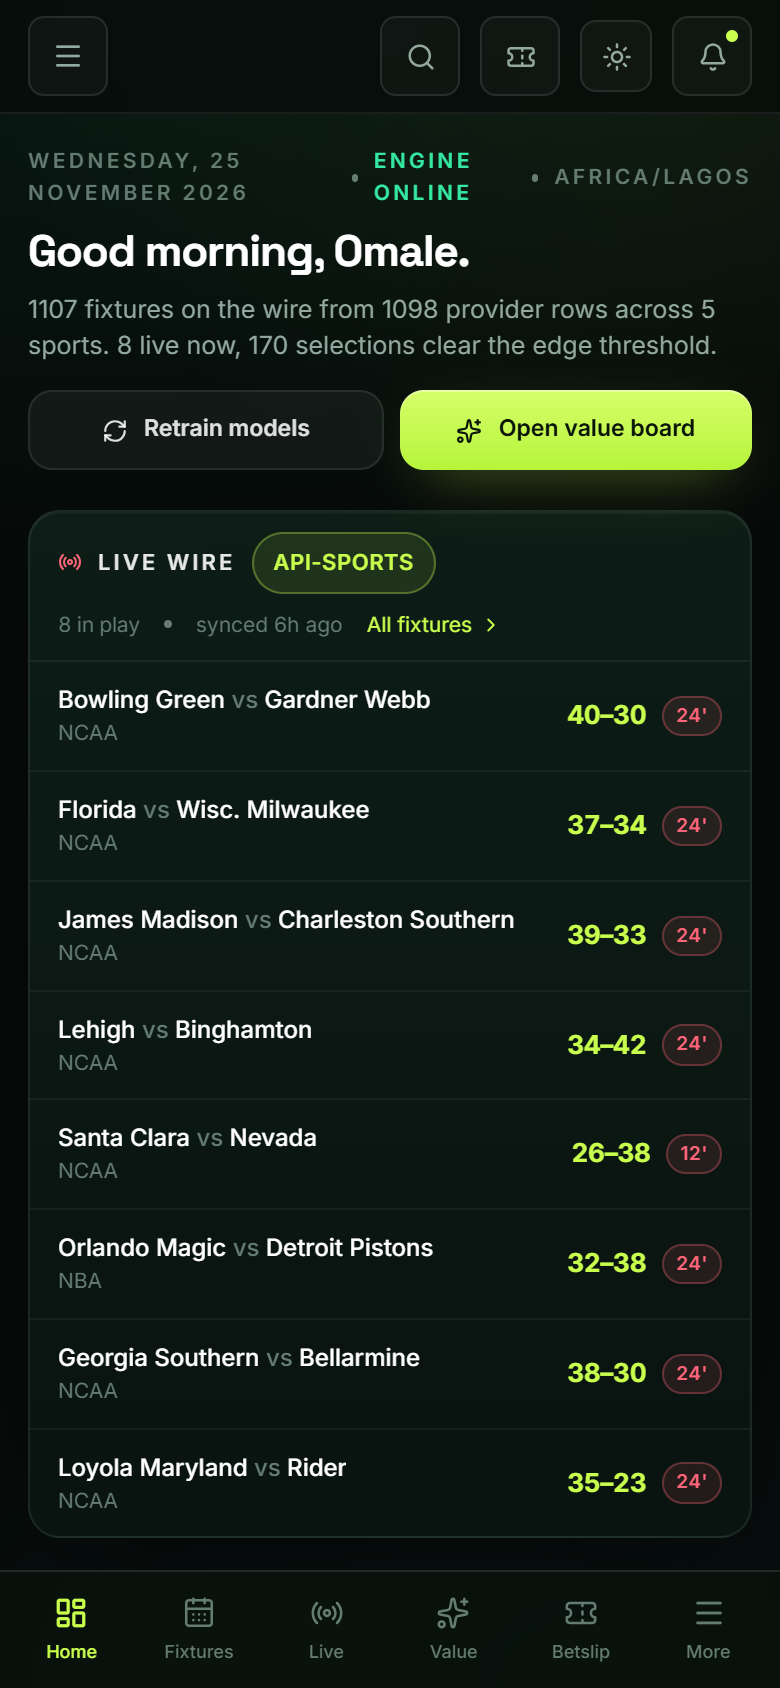 WEDNESDAY, 25 NOVEMBER 2026 • ENGINE ONLINE • AFRICA/LAGOS
Good morning, Omale.
1107 fixtures on the wire from 1098 provider rows across 5
sports. 8 live now, 170 selections clear the edge threshold.
Retrain models
Open value board
LIVE WIRE API-SPORTS
8 in play • synced 6h ago All fixtures >
Bowling Green vs Gardner Webb 40–30 24'
NCAA
Florida vs Wisc. Milwaukee 37–34 24'
NCAA
James Madison vs Charleston Southern 39–33 24'
NCAA
Lehigh vs Binghamton 34–42 24'
NCAA
Santa Clara vs Nevada 26–38 12'
NCAA
Orlando Magic vs Detroit Pistons 32–38 24'
NBA
Georgia Southern vs Bellarmine 38–30 24'
NCAA
Loyola Maryland vs Rider 35–23 24'
NCAA
Home Fixtures Live Value Betslip More